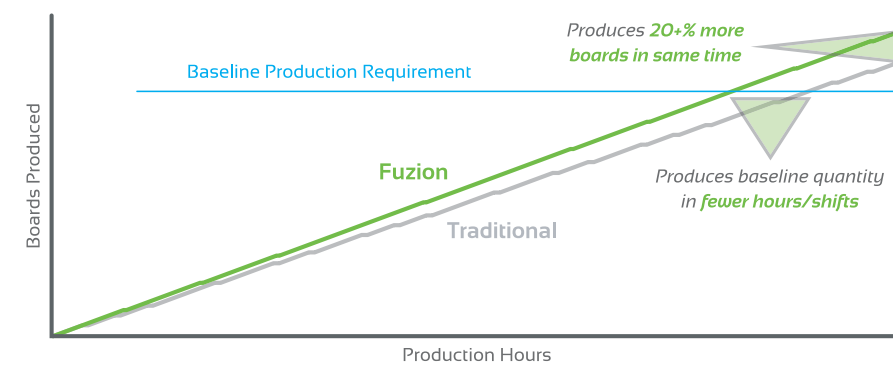 Produces 20+% more
boards in same time
Baseline Production Requirement
Boards Produced
Fuzion
Produces baseline quantity
in fewer hours/shifts
Traditional
Production Hours